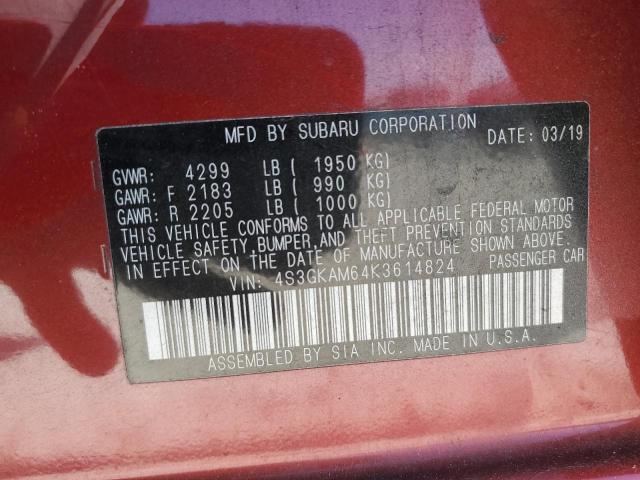 MFD BY SUBARU CORPORATION DATE: 03/19
GVWR: 4299 LB ( 1950 KG)
GAWR: F 2183 LB ( 990 KG)
GAWR: R 2205 LB ( 1000 KG)
THIS VEHICLE CONFORMS TO ALL APPLICABLE FEDERAL MOTOR
VEHICLE SAFETY, BUMPER, AND THEFT PREVENTION STANDARDS
IN EFFECT ON THE DATE OF MANUFACTURE SHOWN ABOVE.
VIN: 4S3GKAM64K3614824 PASSENGER CAR
ASSEMBLED BY SIA INC. MADE IN U.S.A.